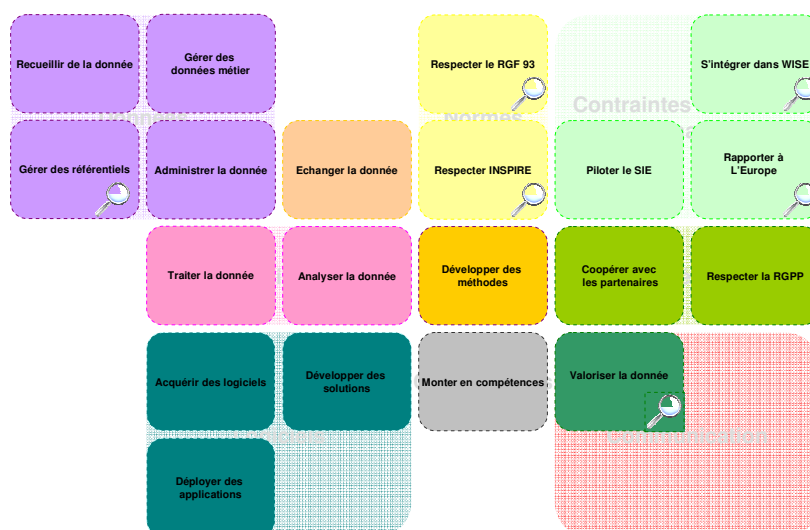 Recueillir de la donnée
Gérer des
données métier
Respecter le RGF 93
S'intégrer dans WISE
Contraintes
Normes
Gérer des référentiels
Administrer la donnée
Echanger la donnée
Respecter INSPIRE
Piloter le SIE
Rapporter à
L'Europe
Traiter la donnée
Analyser la donnée
Développer des
méthodes
Coopérer avec
les partenaires
Respecter la RGPP
Acquérir des logiciels
Développer des
solutions
Monter en compétences
Valoriser la donnée
Déployer des
applications